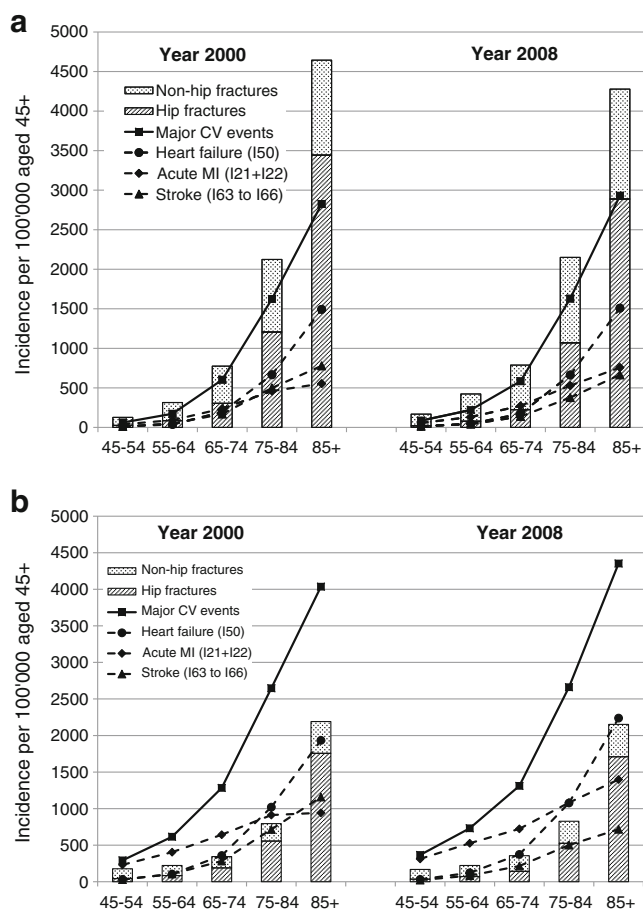 a
Incidence per 100'000 aged 45+
5000
4500
4000
3500
3000
2500
2000
1500
1000
500
0
Year 2000
Year 2008
Non-hip fractures
Hip fractures
Major CV events
Heart failure (I50)
Acute MI (I21+I22)
Stroke (I63 to I66)
45-54 55-64 65-74 75-84 85+
45-54 55-64 65-74 75-84 85+
b
Incidence per 100'000 aged 45+
5000
4500
4000
3500
3000
2500
2000
1500
1000
500
0
Year 2000
Year 2008
Non-hip fractures
Hip fractures
Major CV events
Heart failure (I50)
Acute MI (I21+I22)
Stroke (I63 to I66)
45-54 55-64 65-74 75-84 85+
45-54 55-64 65-74 75-84 85+